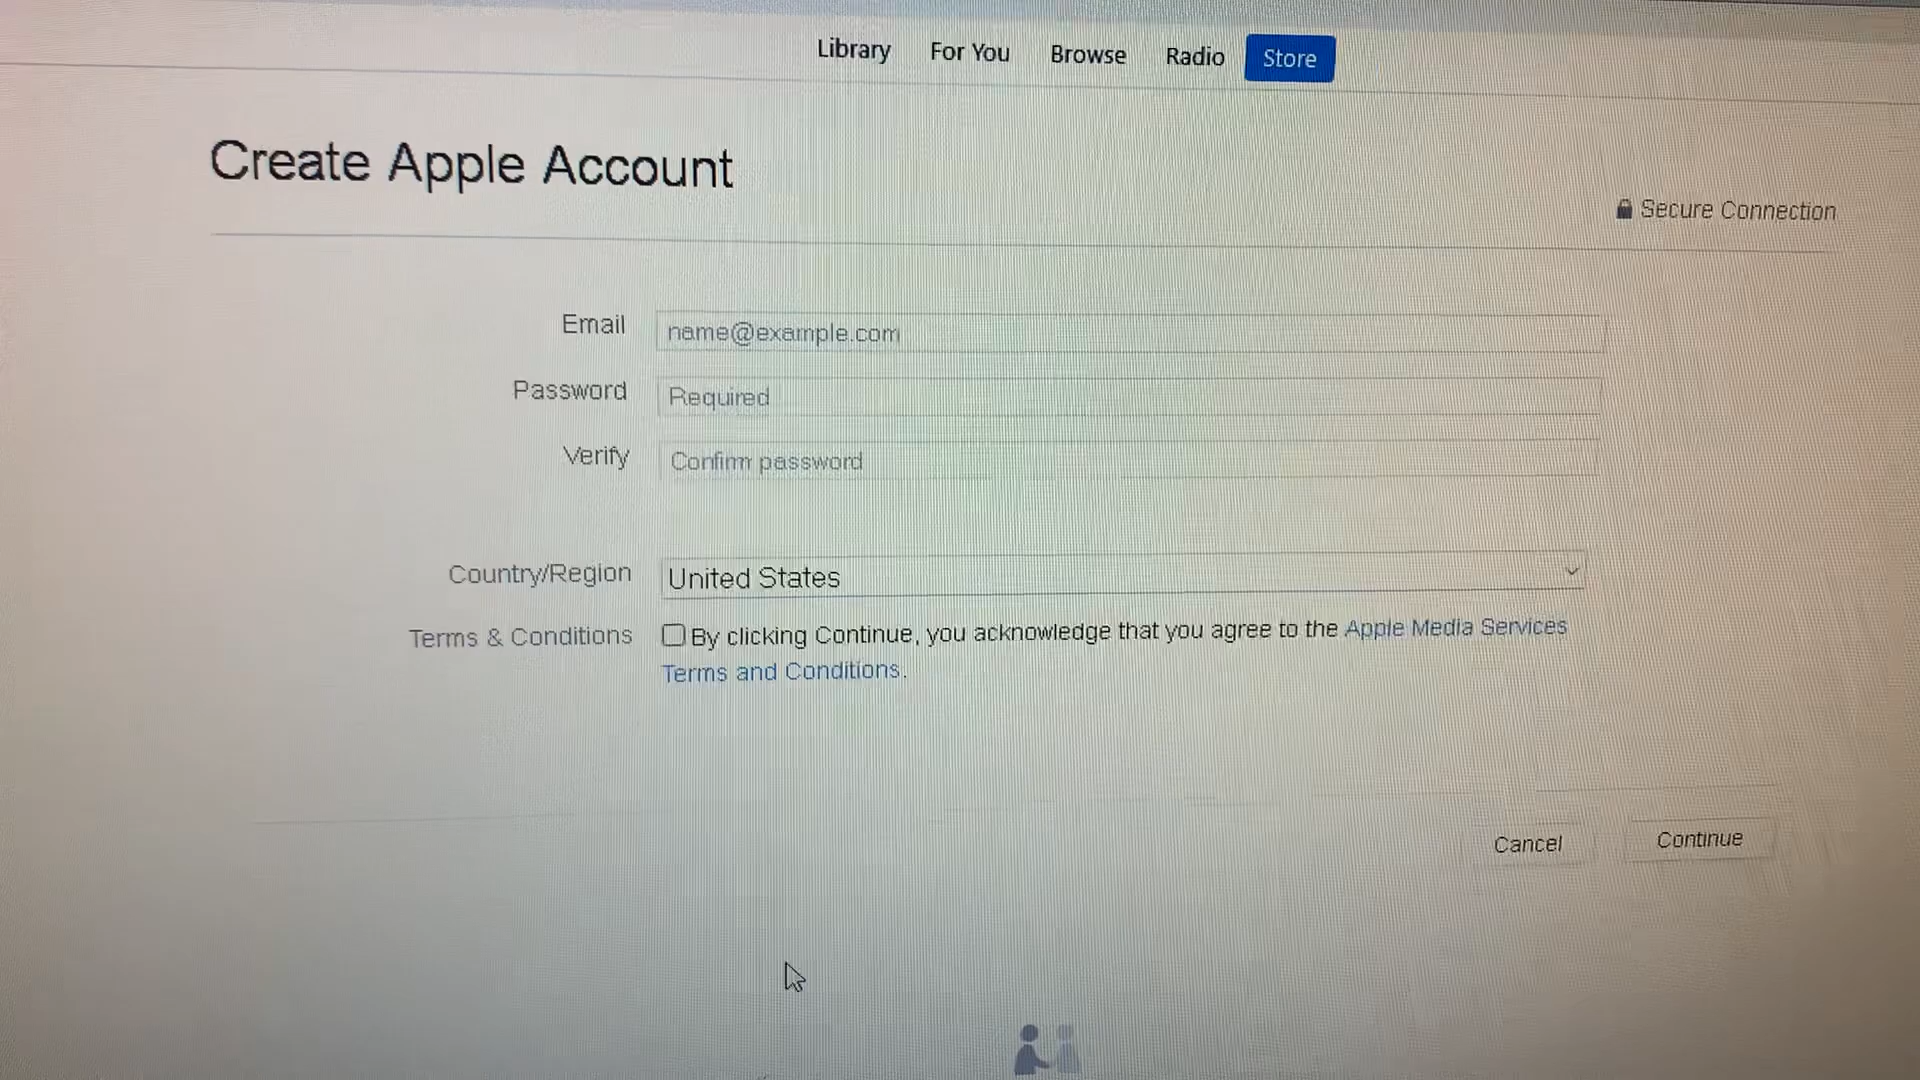 Library For You Browse Radio Store
Create Apple Account
Secure Connection
Email name@example.com
Password Required
Verify Confirm password
Country/Region United States
Terms & Conditions By clicking Continue, you acknowledge that you agree to the Apple Media Services
Terms and Conditions.
Cancel Continue